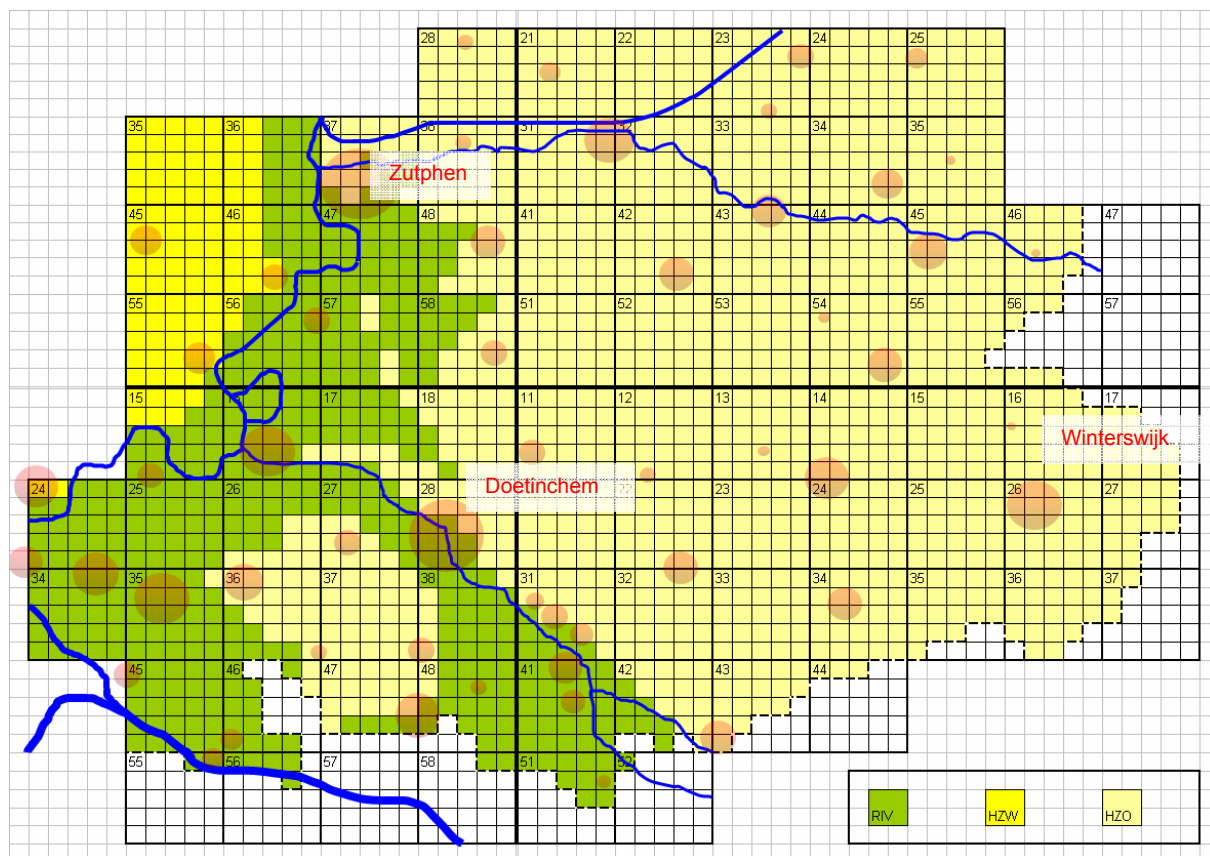 28 21 22 23 24 25
35 36 37 38 31 32 33 34 35
Zutphen
45 46 47 48 41 42 43 44 45 46 47
55 56 57 58 51 52 53 54 55 56 57
15 16 17 18 11 12 13 14 15 16 17
Winterswijk
Doetinchem
24 25 26 27 28 22 23 24 25 26 27
34 35 36 37 38 31 32 33 34 35 36 37
45 46 47 48 41 42 43 44
55 56 57 58 51 52
RIV HZW HZO